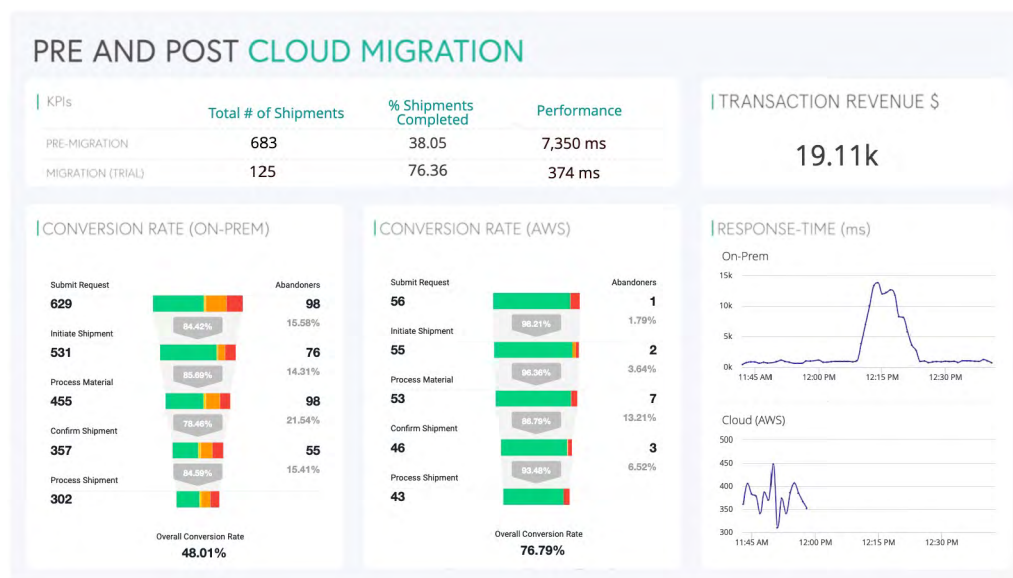 PRE AND POST CLOUD MIGRATION
KPIs
Total # of Shipments
% Shipments
Completed
Performance
PRE-MIGRATION
683
38.05
7,350 ms
MIGRATION (TRIAL)
125
76.36
374 ms
TRANSACTION REVENUE $
19.11k
CONVERSION RATE (ON-PREM)
Submit Request
Abandoners
629
98
84.42%
15.58%
Initiate Shipment
531
76
85.69%
14.31%
Process Material
455
98
78.46%
21.54%
Confirm Shipment
357
55
84.59%
15.41%
Process Shipment
302
Overall Conversion Rate
48.01%
CONVERSION RATE (AWS)
Submit Request
Abandoners
56
1
98.21%
1.79%
Initiate Shipment
55
2
96.36%
3.64%
Process Material
53
7
86.79%
13.21%
Confirm Shipment
46
3
93.48%
6.52%
Process Shipment
43
Overall Conversion Rate
76.79%
RESPONSE-TIME (ms)
On-Prem
15k
10k
5k
0k
11:45 AM 12:00 PM 12:15 PM 12:30 PM
Cloud (AWS)
500
450
400
350
300
11:45 AM 12:00 PM 12:15 PM 12:30 PM